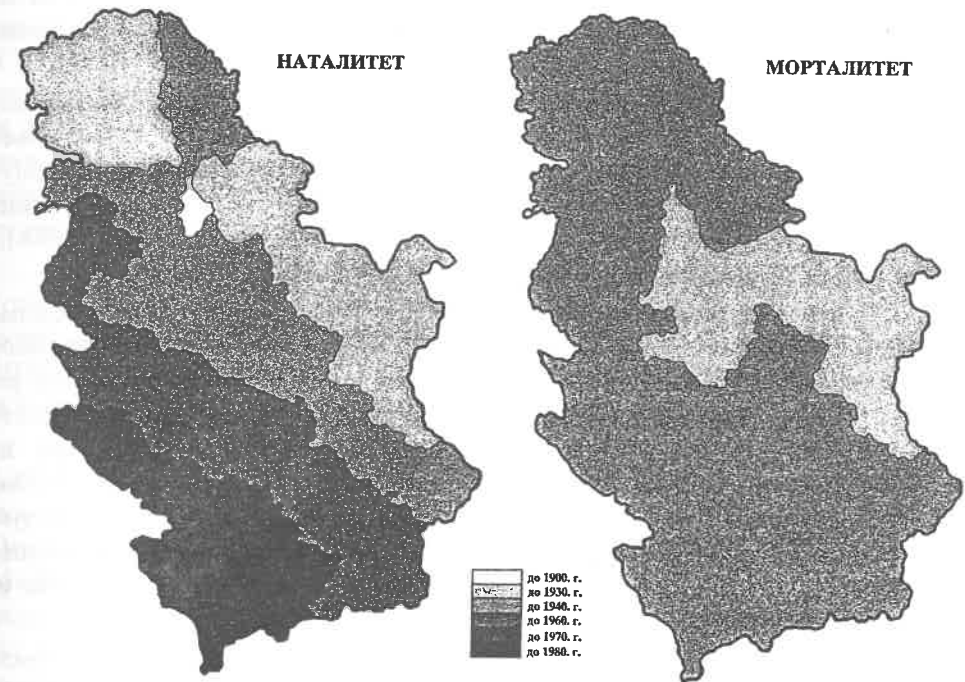 НАТАЛИТЕТ
МОРТАЛИТЕТ
до 1900. г.
до 1930. г.
до 1940. г.
до 1960. г.
до 1970. г.
до 1980. г.